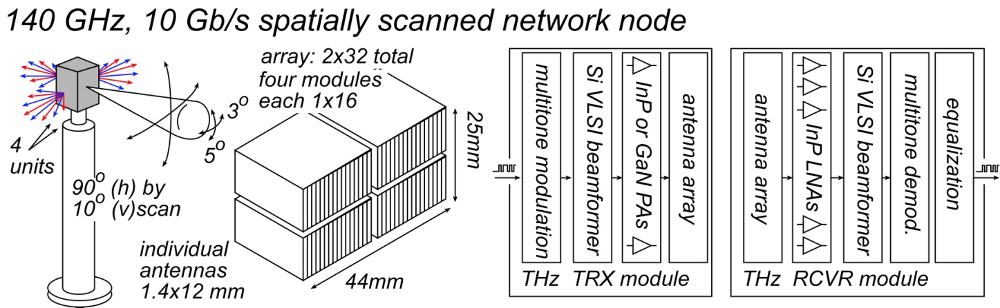 140 GHz, 10 Gb/s spatially scanned network node
array: 2x32 total
four modules
each 1x16
3°
5°
4
units
90° (h) by
10° (v)scan
25mm
44mm
individual
antennas
1.4x12 mm
multitone modulation
Si VLSI beamformer
InP or GaN PAs
antenna array
THz TRX module
antenna array
InP LNAs
Si VLSI beamformer
multitone demod.
equalization
THz RCVR module